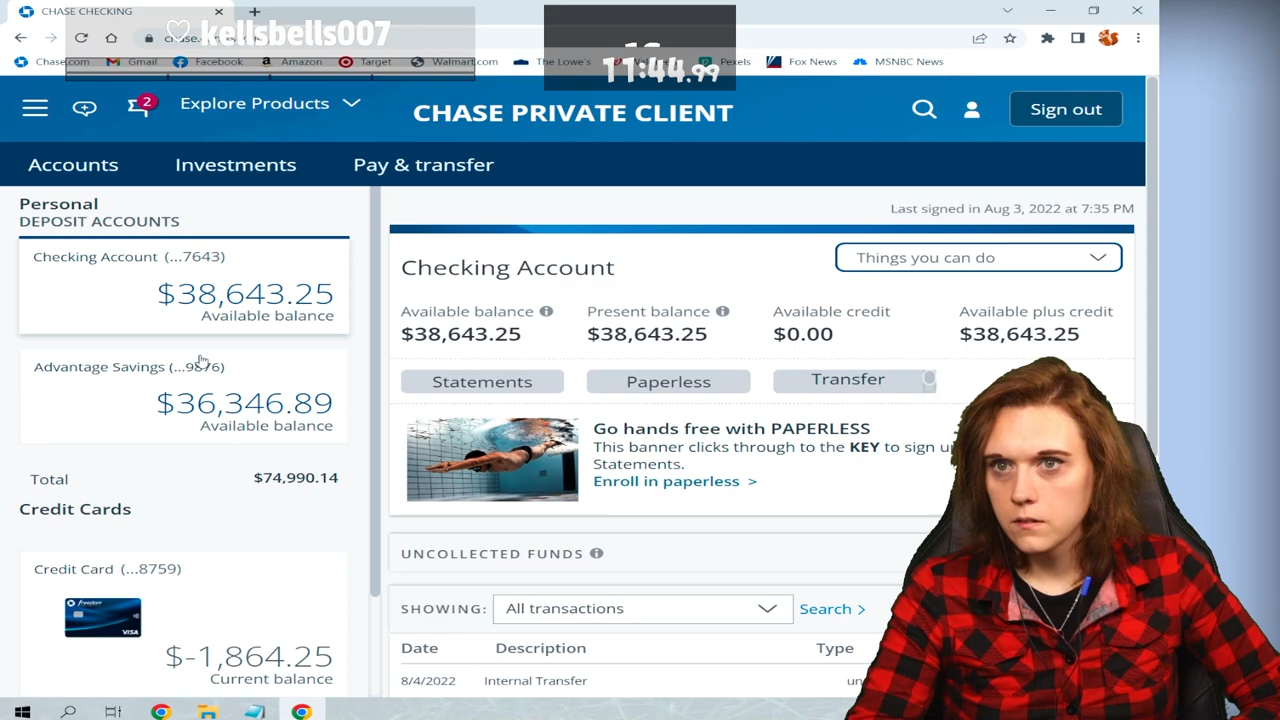 CHASE CHECKING
kellsbells007
11:44.99
Chase.com Gmail Facebook Amazon Target Walmart.com The Lowe's Pexels Fox News MSNBC News
2 Explore Products CHASE PRIVATE CLIENT Sign out
Accounts Investments Pay & transfer
Personal
DEPOSIT ACCOUNTS
Checking Account (...7643)
$38,643.25
Available balance
Advantage Savings (...9876)
$36,346.89
Available balance
Total $74,990.14
Credit Cards
Credit Card (...8759)
freedom
VISA
$-1,864.25
Current balance
Last signed in Aug 3, 2022 at 7:35 PM
Checking Account Things you can do
Available balance Present balance Available credit Available plus credit
$38,643.25 $38,643.25 $0.00 $38,643.25
Statements Paperless Transfer
Go hands free with PAPERLESS
This banner clicks through to the KEY to sign u
Statements.
Enroll in paperless >
UNCOLLECTED FUNDS
SHOWING: All transactions Search >
Date Description Type
8/4/2022 Internal Transfer un